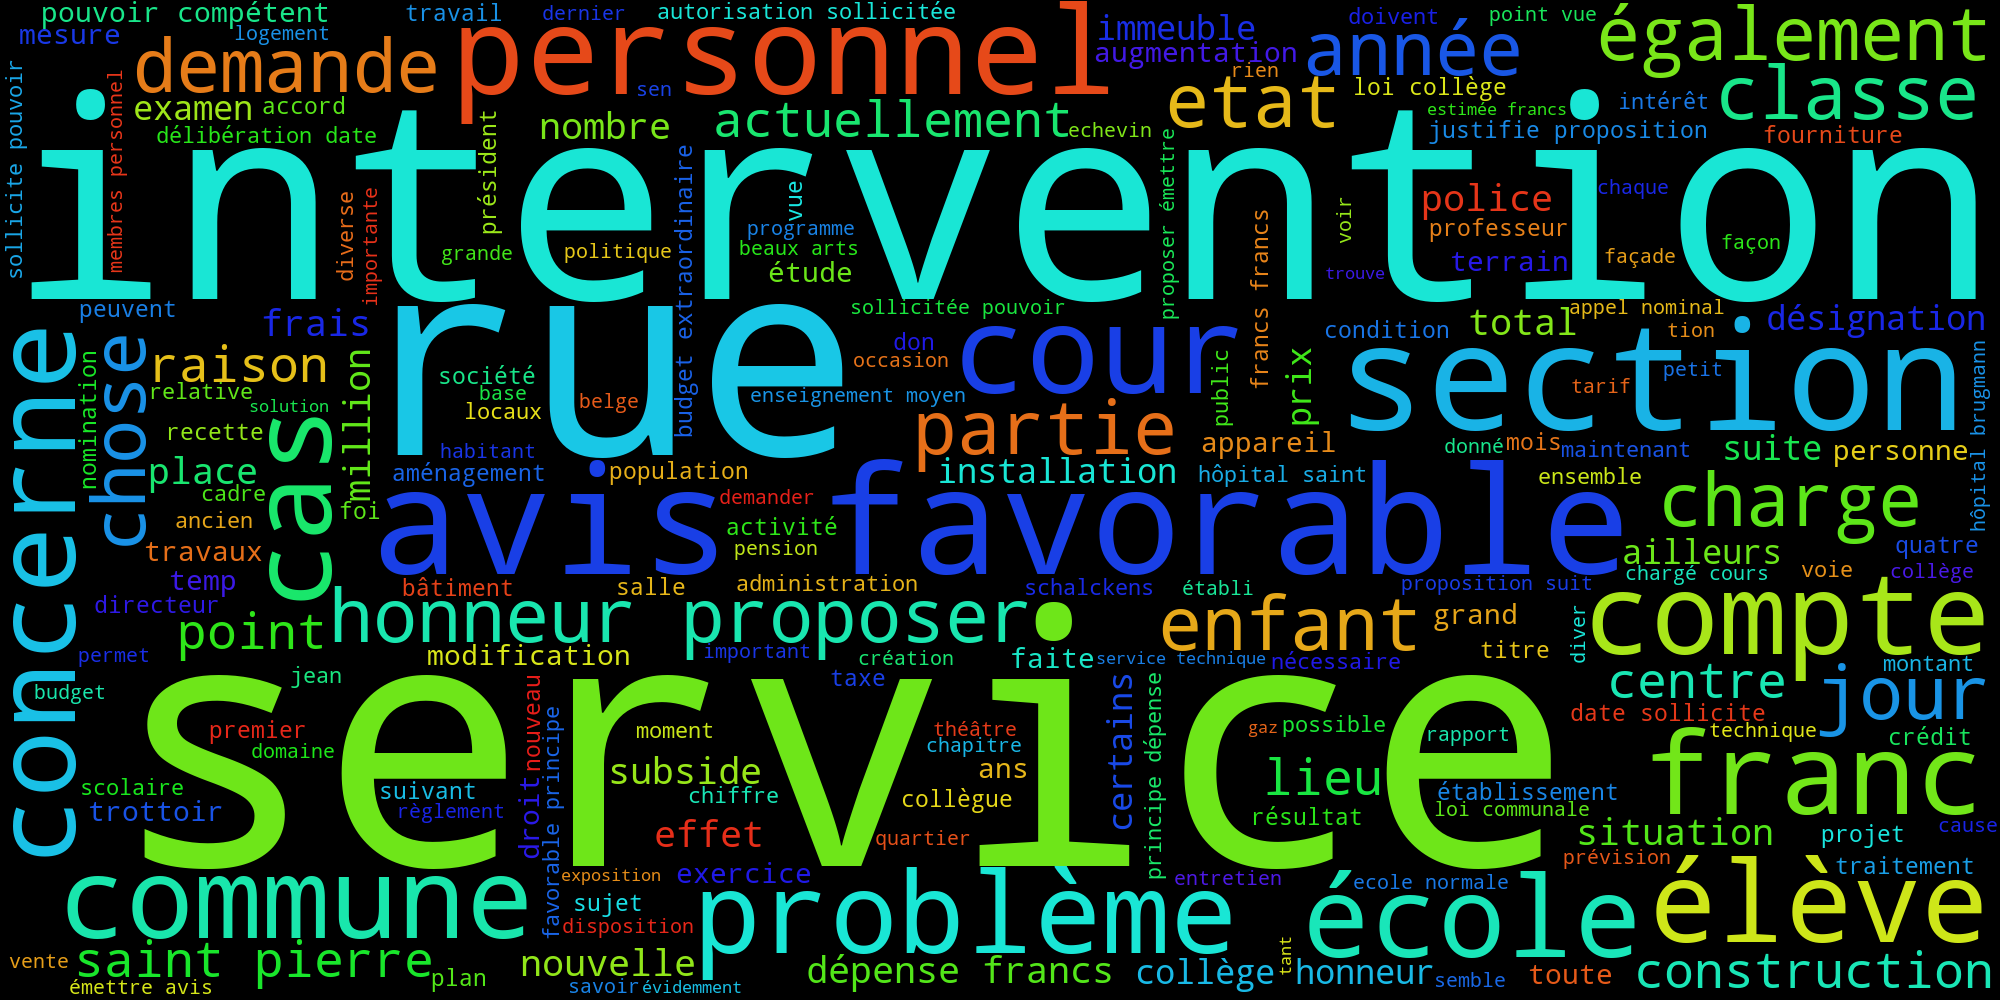 pouvoir compétent
travail
dernier
autorisation sollicitée
immeuble
doivent
point vue
également
mesure
logement
demande
personnel
augmentation
année
rien
sen
etat
loi collège
classe
examen
accord
estimée francs
intérêt
délibération date
nombre
actuellement
echevin
justifie proposition
fourniture
sollicite pouvoir
membres personnel
intervention
président
diverse
importante
budget extraordinaire
vue
proposer émettre
police
chaque
professeur
voir
programme
grande
politique
beaux arts
étude
francs francs
terrain
façade
façon
trouve
peuvent
frais
rue
sollicitée pouvoir
cour
condition
total
appel nominal
tion
désignation
concerne
chose
nomination
raison
million
don
occasion
section
société
base
locaux
belge
enseignement moyen
public
prix
tarif
petit
hôpital brugmann
relative
solution
cas
recette
partie
appareil
donné
mois
maintenant
suite
personne
habitant
place
aménagement
population
installation
hôpital saint
ensemble
cadre
foi
avis favorable
demander
charge
ancien
activité
travaux
pension
ailleurs
quatre
temp
bâtiment
salle
administration
schalckens
établi
proposition suit
chargé cours
voie
collège
directeur
honneur proposer
enfant
grand
diver
compte
point
permet
modification
important
création
faite
service technique
nécessaire
titre
montant
budget
jean
taxe
centre
jour
service
nouveau
certains
principe dépense
date sollicite
premier
moment
théâtre
gaz
possible
rapport
technique
crédit
domaine
favorable principe
chapitre
franc
scolaire
suivant
subside
ans
lieu
trottoir
règlement
droit
chiffre
collègue
établissement
loi communale
résultat
effet
quartier
situation
projet
cause
prévision
traitement
commune
exposition
exercice
entretien
ecole normale
problème
école
élève
sujet
disposition
saint pierre
vente
plan
nouvelle
dépense francs
tant
collège
honneur
semble
toute
construction
émettre avis
savoir
évidemment